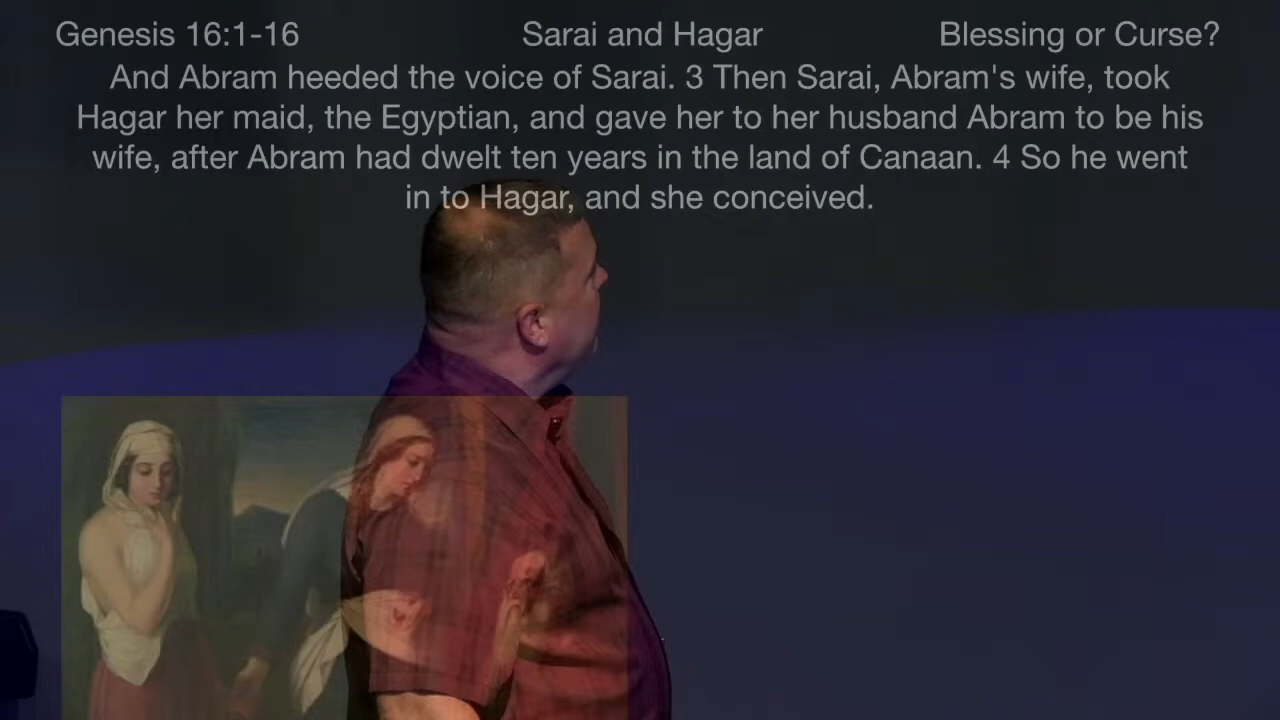 Genesis 16:1-16 Sarai and Hagar Blessing or Curse?
And Abram heeded the voice of Sarai. 3 Then Sarai, Abram's wife, took
Hagar her maid, the Egyptian, and gave her to her husband Abram to be his
wife, after Abram had dwelt ten years in the land of Canaan. 4 So he went
in to Hagar, and she conceived.